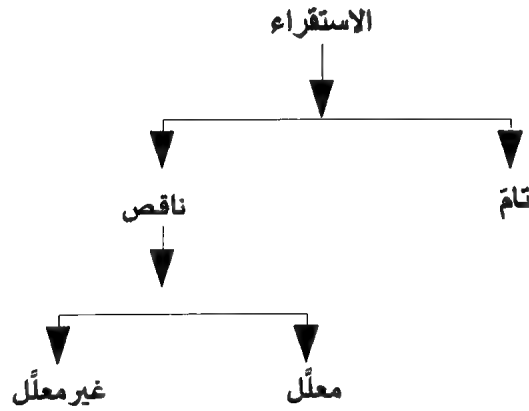 الاستقراء
تامّ
ناقص
معلَّل
غير معلَّل